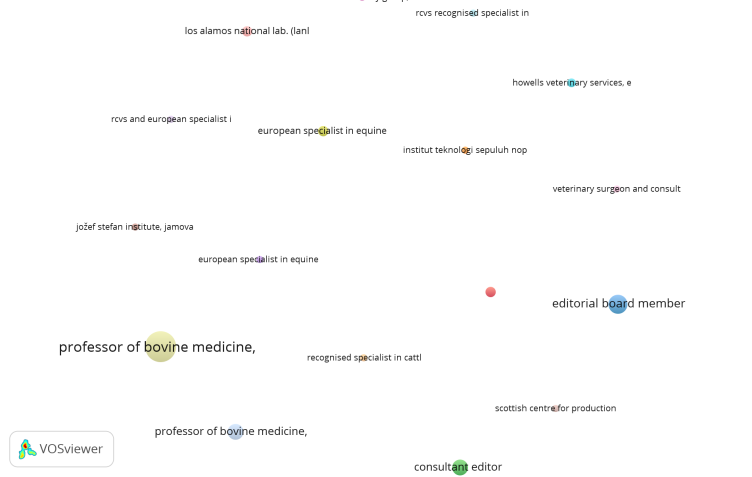 rcvs recognised specialist in
los alamos national lab. (lanl
howells veterinary services, e
rcvs and european specialist i
european specialist in equine
institut teknologi sepuluh nop
veterinary surgeon and consult
jožef stefan institute, jamova
european specialist in equine
editorial board member
professor of bovine medicine,
recognised specialist in cattl
scottish centre for production
professor of bovine medicine,
VOSviewer
consultant editor